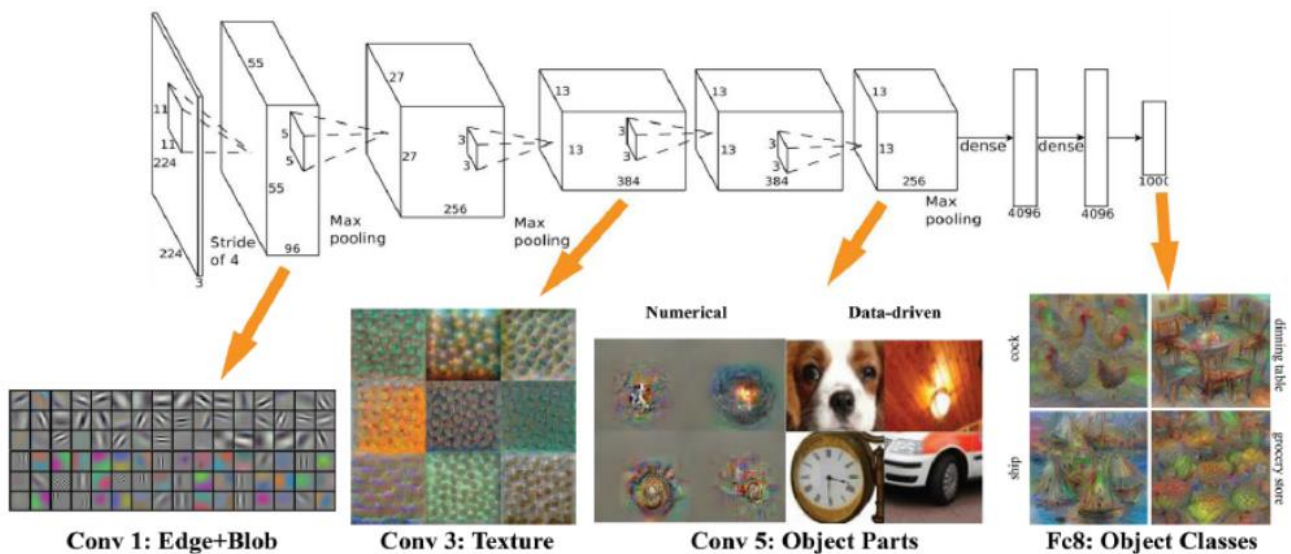 11
11
224
224
3
Stride
of 4
55
55
5
5
96
Max
pooling
27
27
3
3
256
Max
pooling
13
13
3
3
384
13
13
3
3
384
13
13
256
Max
pooling
dense
4096
dense
4096
1000
Conv 1: Edge+Blob
Conv 3: Texture
Numerical
Data-driven
Conv 5: Object Parts
cock
dinning table
ship
grocery store
Fc8: Object Classes